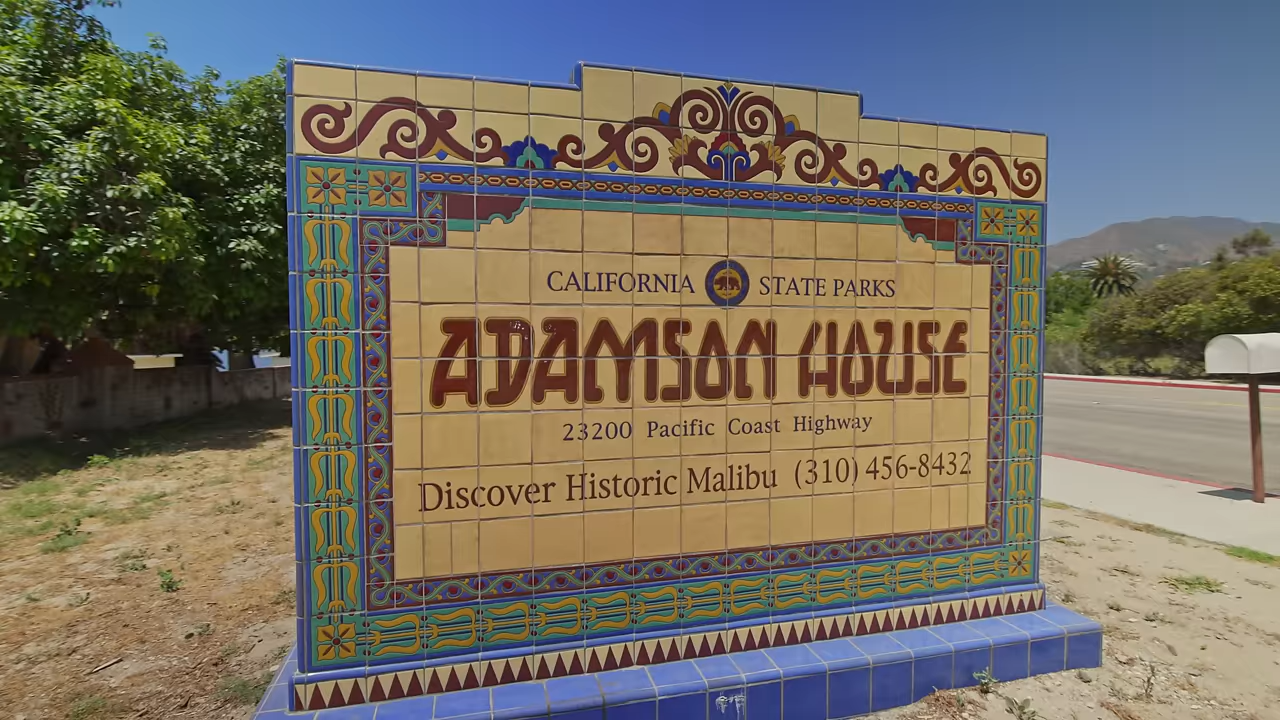 CALIFORNIA STATE PARKS
ADAMSON HOUSE
23200 Pacific Coast Highway
Discover Historic Malibu (310) 456-8432